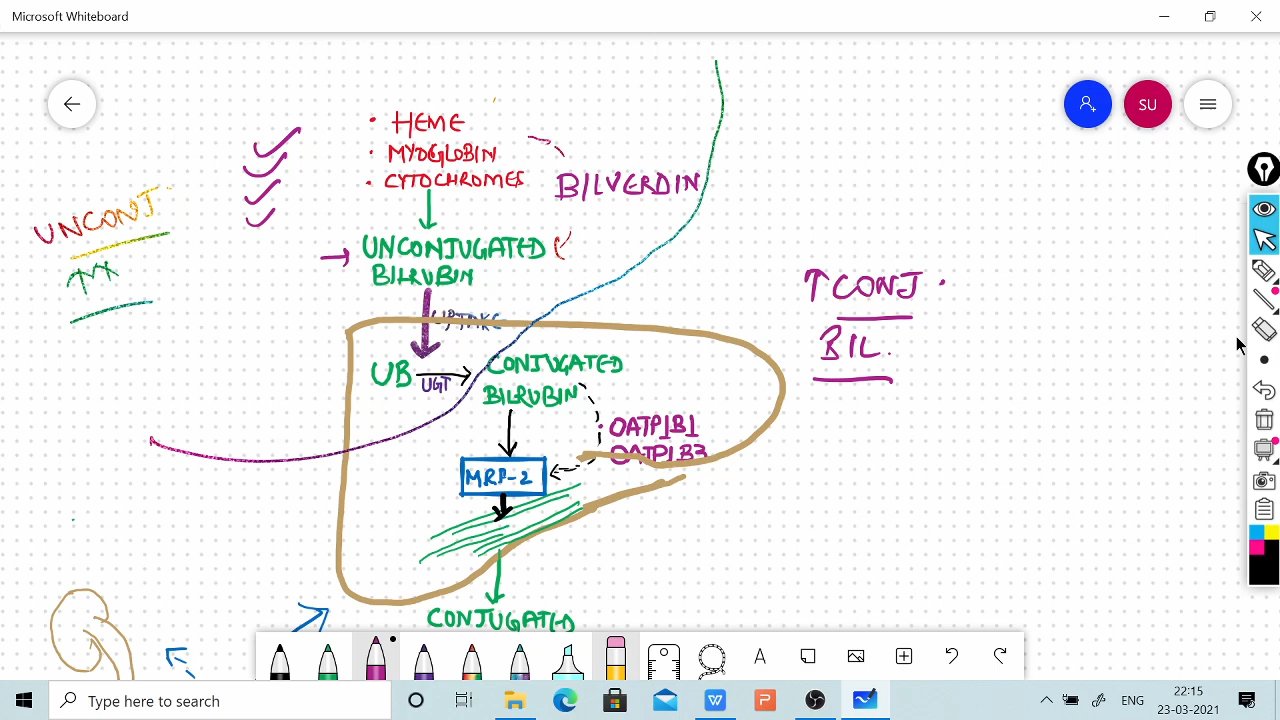 Microsoft Whiteboard
SU
• HEME
• MYOGLOBIN
• CYTOCHROMES
BILVERDIN
UNCONJ
UNCONJUGATED
BILRUBIN
↑CONJ
BIL.
UPTAKE
UB
UGT
CONJUGATED
BILRUBIN
OATP1B1
OATP1B3
MRP-2
CONJUGATED
A
Type here to search
W
P
ENG
22:15
23-03-2021